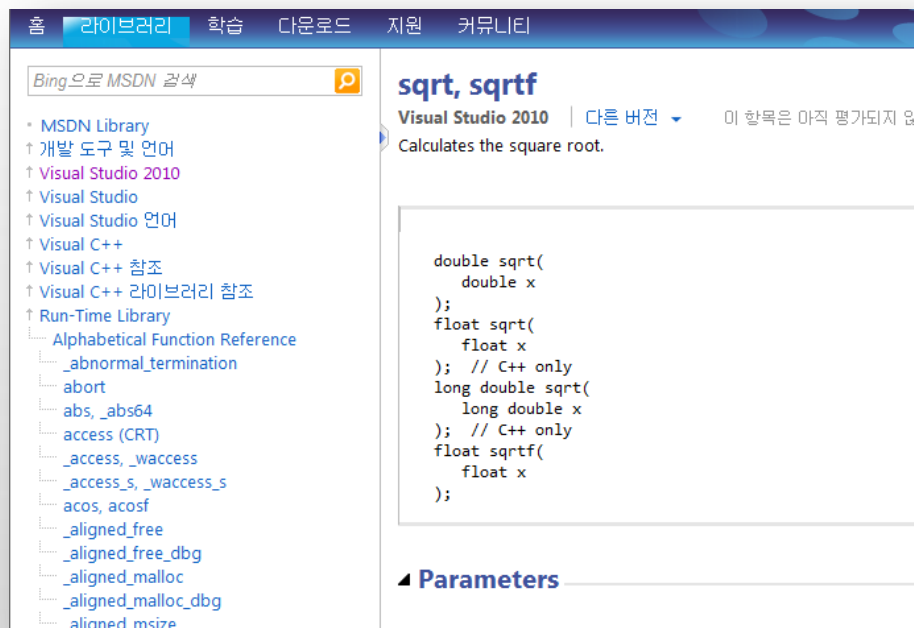 홈 라이브러리 학습 다운로드 지원 커뮤니티
Bing으로 MSDN 검색
MSDN Library
↑ 개발 도구 및 언어
↑ Visual Studio 2010
↑ Visual Studio
↑ Visual Studio 언어
↑ Visual C++
↑ Visual C++ 참조
↑ Visual C++ 라이브러리 참조
↑ Run-Time Library
Alphabetical Function Reference
_abnormal_termination
abort
abs, _abs64
access (CRT)
_access, _waccess
_access_s, _waccess_s
acos, acosf
_aligned_free
_aligned_free_dbg
_aligned_malloc
_aligned_malloc_dbg
_aligned_msize
sqrt, sqrtf
Visual Studio 2010 | 다른 버전 이 항목은 아직 평가되지
Calculates the square root.
double sqrt(
double x
);
float sqrt(
float x
); // C++ only
long double sqrt(
long double x
); // C++ only
float sqrtf(
float x
);
Parameters